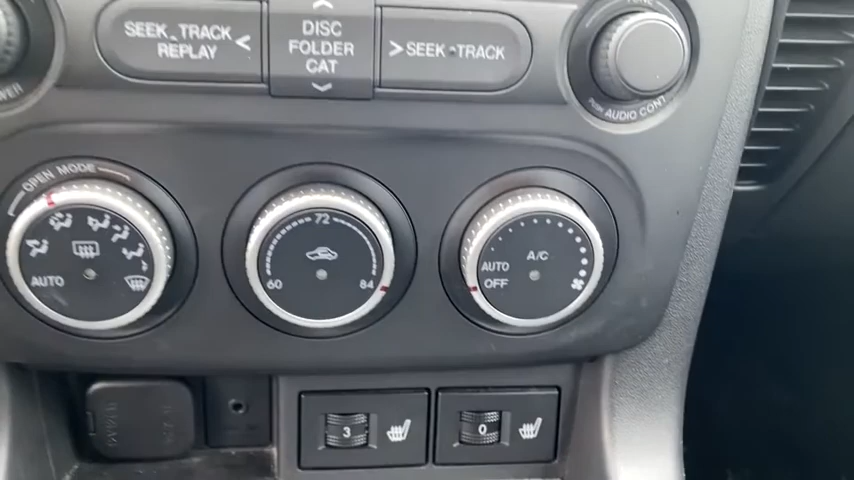 SEEK TRACK
REPLAY <
DISC
FOLDER
CAT
> SEEK TRACK
PUSH AUDIO CONT
OPEN MODE
AUTO
72
60
84
A/C
AUTO
OFF
3
0